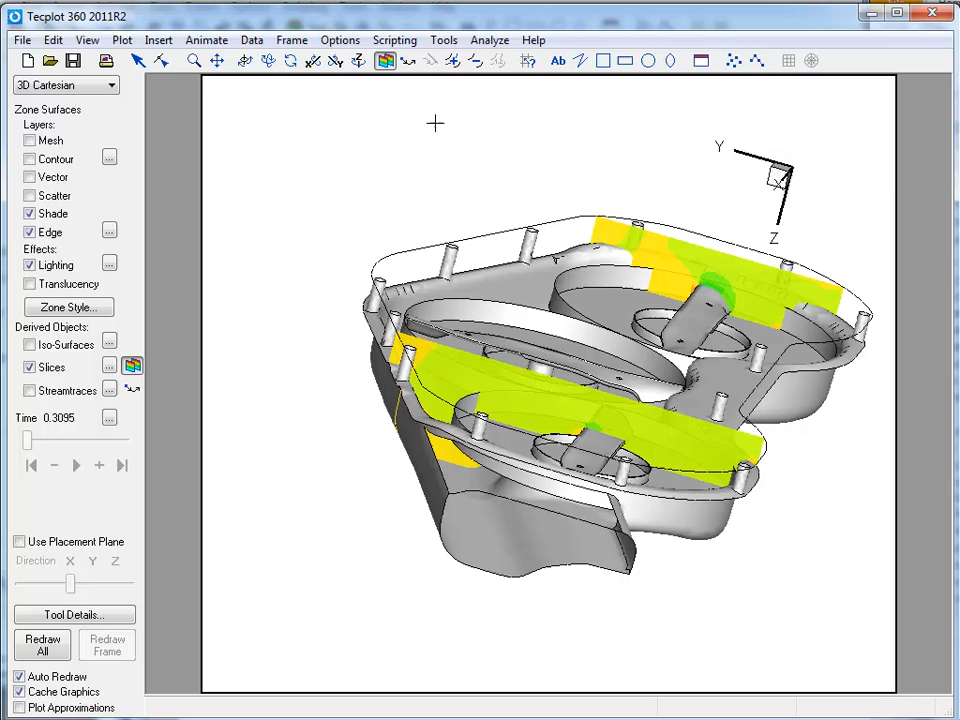 Tecplot 360 2011R2
File Edit View Plot Insert Animate Data Frame Options Scripting Tools Analyze Help
Ab
3D Cartesian
Zone Surfaces
Layers:
Mesh
Contour ...
Vector
Scatter
Shade
Edge ...
Effects:
Lighting ...
Translucency
Zone Style...
Derived Objects:
Iso-Surfaces ...
Slices ...
Streamtraces ...
Time 0.3095 ...
Use Placement Plane
Direction X Y Z
Tool Details...
Redraw All
Redraw Frame
Auto Redraw
Cache Graphics
Plot Approximations
Y
X
Z